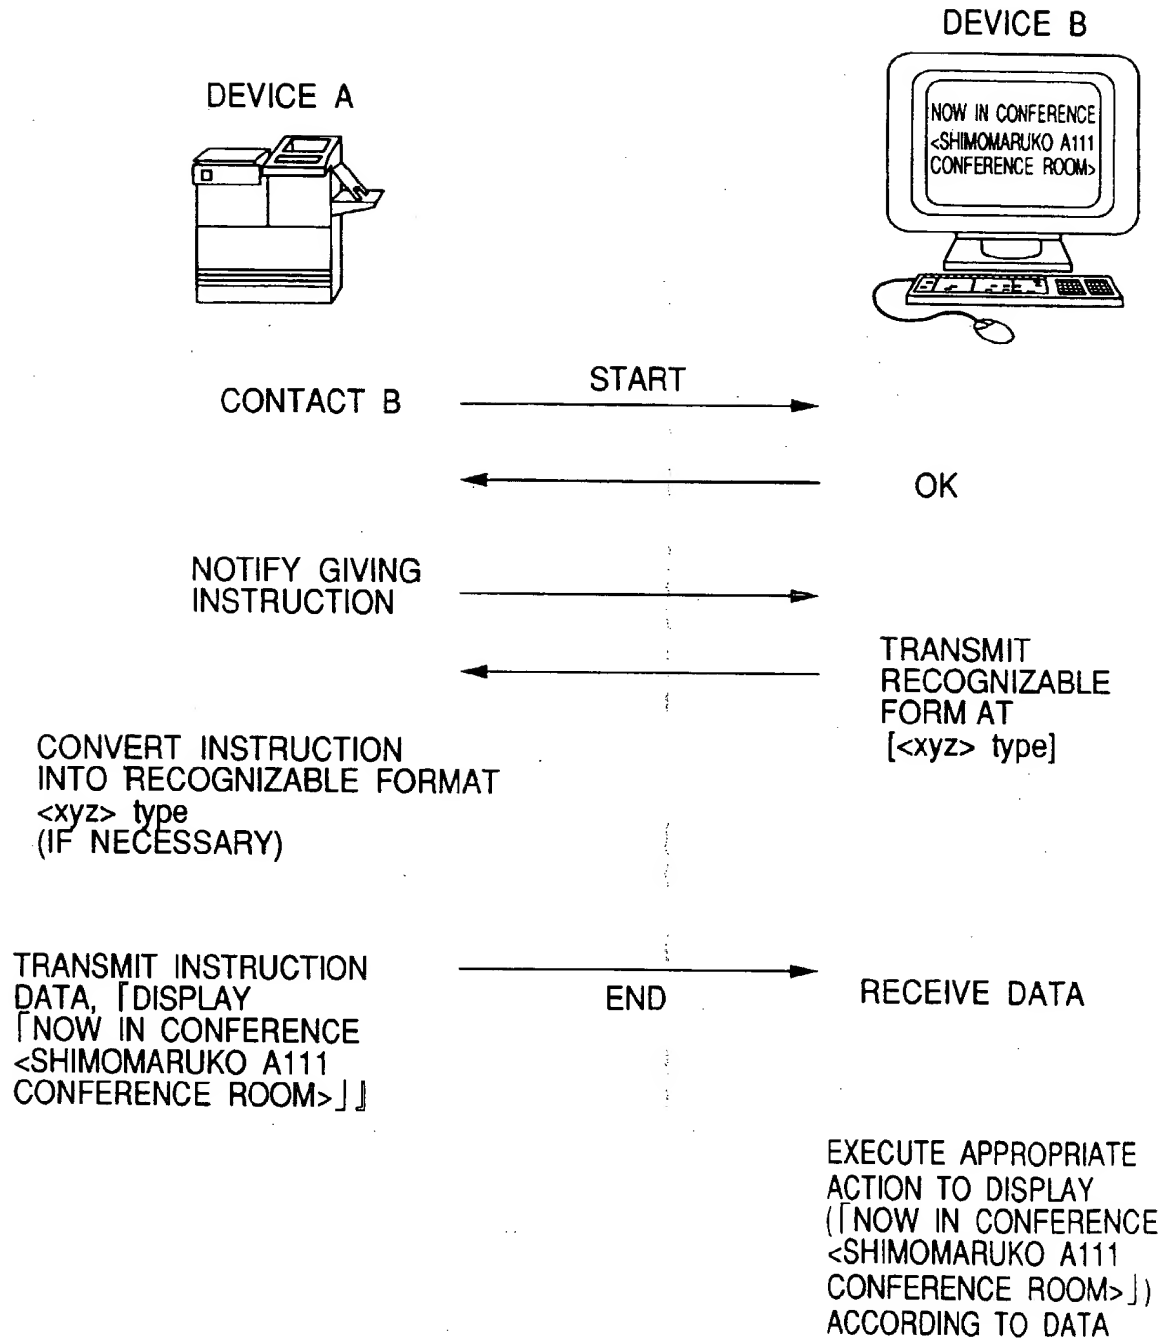 DEVICE B
DEVICE A
NOW IN CONFERENCE
<SHIMOMARUKO A111
CONFERENCE ROOM>
START
CONTACT B
OK
NOTIFY GIVING
INSTRUCTION
TRANSMIT
RECOGNIZABLE
FORM AT
[<xyz> type]
CONVERT INSTRUCTION
INTO RECOGNIZABLE FORMAT
<xyz> type
(IF NECESSARY)
TRANSMIT INSTRUCTION
DATA, 「DISPLAY
「NOW IN CONFERENCE
<SHIMOMARUKO A111
CONFERENCE ROOM>」」
END
RECEIVE DATA
EXECUTE APPROPRIATE
ACTION TO DISPLAY
(「NOW IN CONFERENCE
<SHIMOMARUKO A111
CONFERENCE ROOM>」)
ACCORDING TO DATA